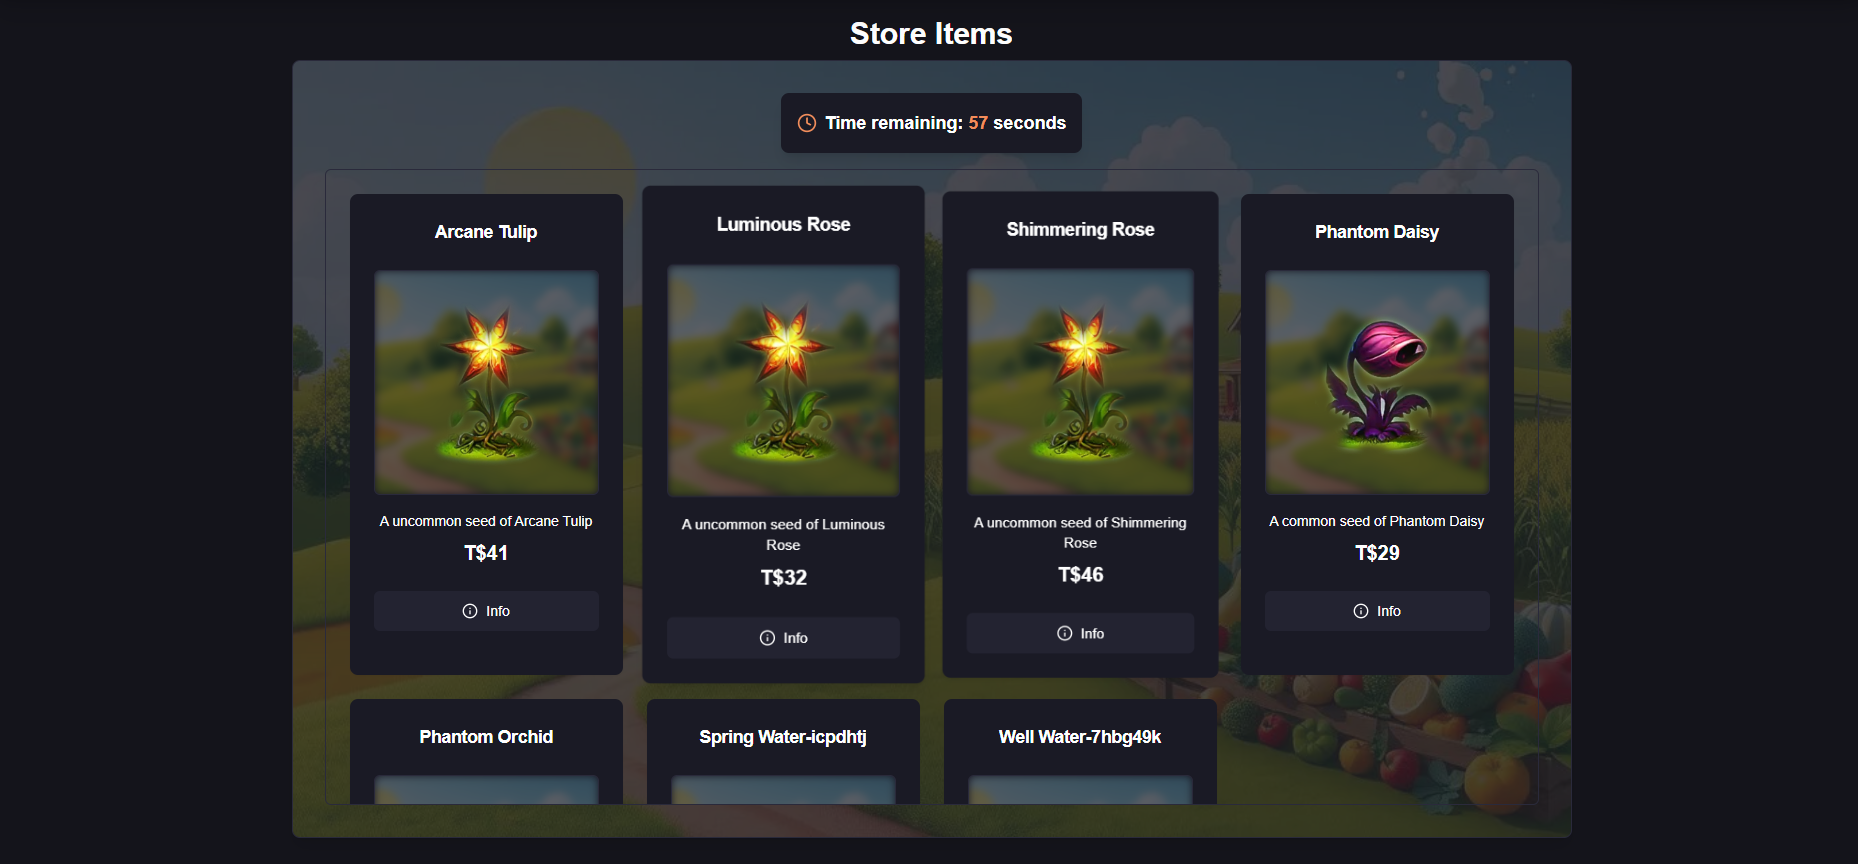 Store Items
Time remaining: 57 seconds
Arcane Tulip
A uncommon seed of Arcane Tulip
T$41
Info
Luminous Rose
A uncommon seed of Luminous
Rose
T$32
Info
Shimmering Rose
A uncommon seed of Shimmering
Rose
T$46
Info
Phantom Daisy
A common seed of Phantom Daisy
T$29
Info
Phantom Orchid
Spring Water-icpdhtj
Well Water-7hbg49k